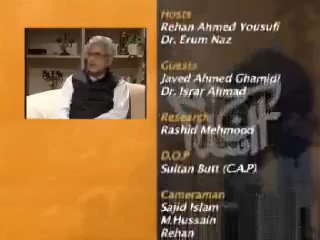 Hosts
Rehan Ahmed Yousufi
Dr. Erum Naz
Guests
Javed Ahmed Ghamidi
Dr. Israr Ahmad
Research
Rashid Mehmood
D.O.P
Sultan Butt (C.A.P)
Cameraman
Sajid Islam
M.Hussain
Rehan